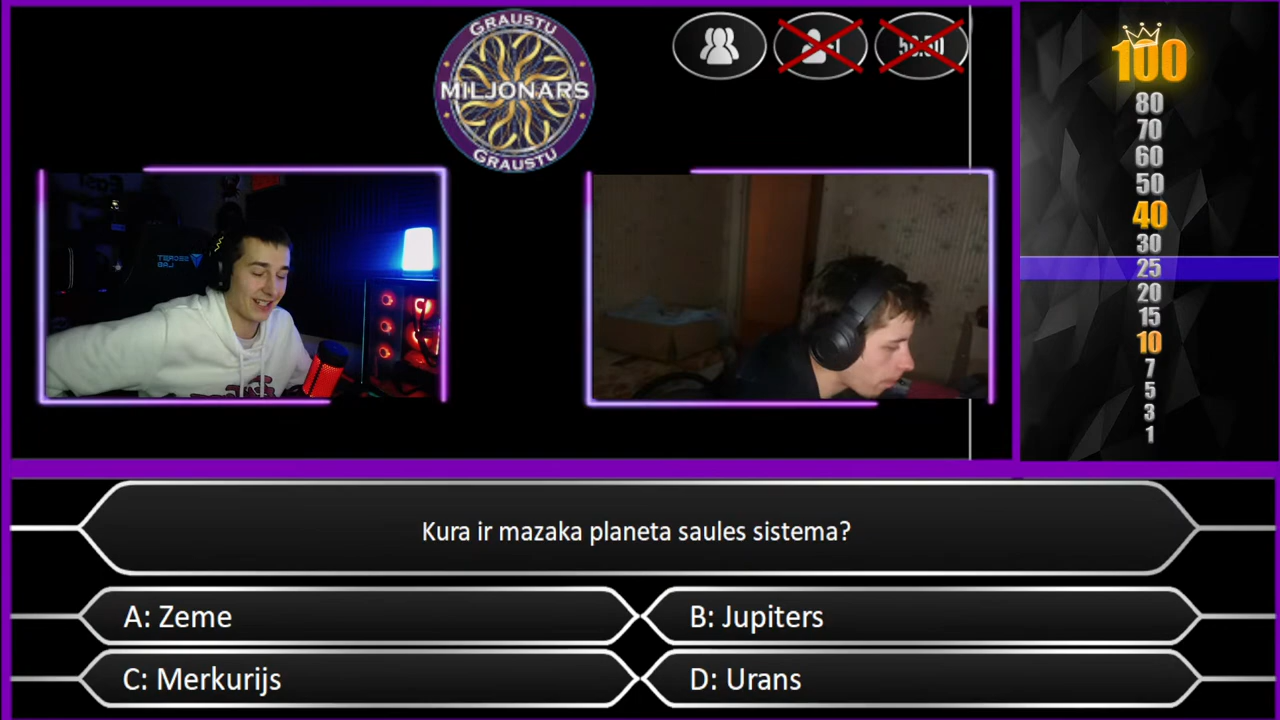 GRAUSTU
MILJONARS
GRAUSTU
100
80
70
60
50
40
30
25
20
15
10
7
5
3
1
Kura ir mazaka planeta saules sistema?
A: Zeme
B: Jupiters
C: Merkurijs
D: Urans